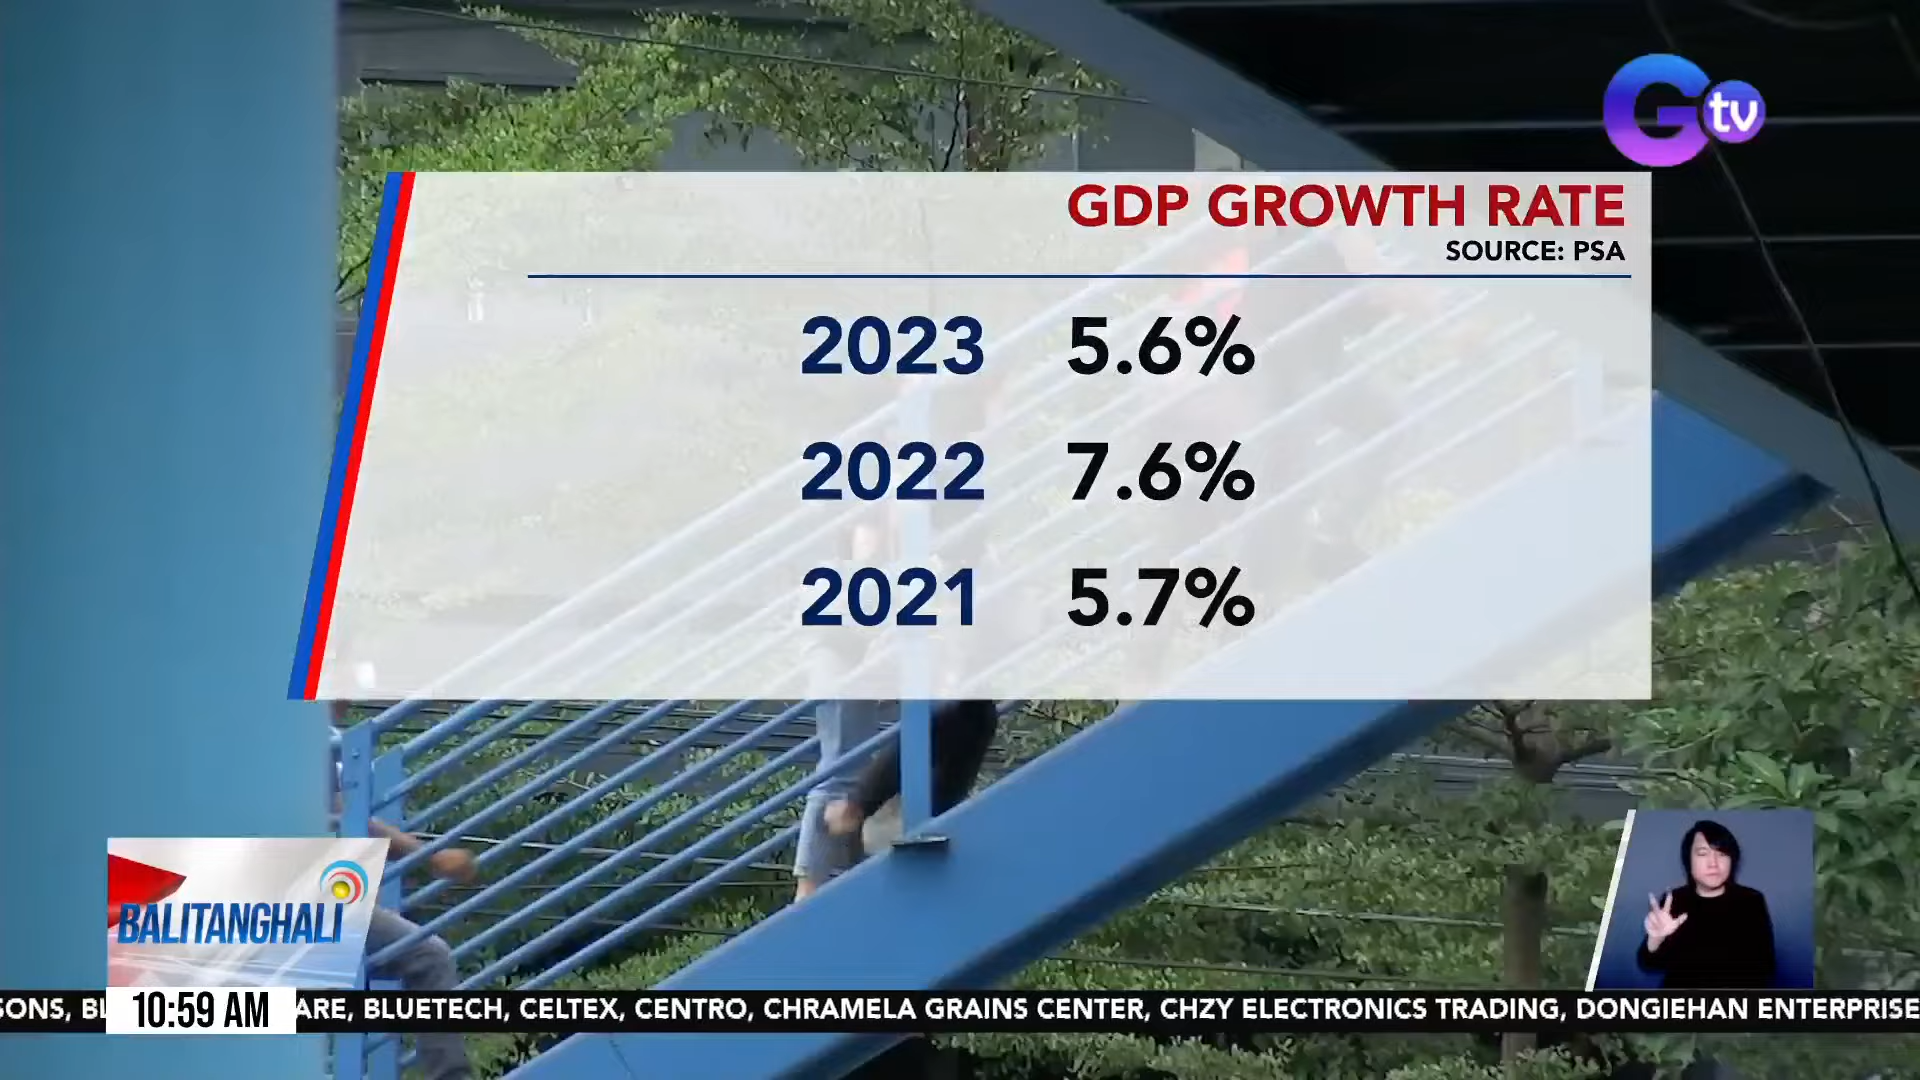 Gtv
GDP GROWTH RATE
SOURCE: PSA
2023 5.6%
2022 7.6%
2021 5.7%
BALITANGHALI
10:59 AM
SONS, BL ARE, BLUETECH, CELTEX, CENTRO, CHRAMELA GRAINS CENTER, CHZY ELECTRONICS TRADING, DONGIEHAN ENTERPRISE